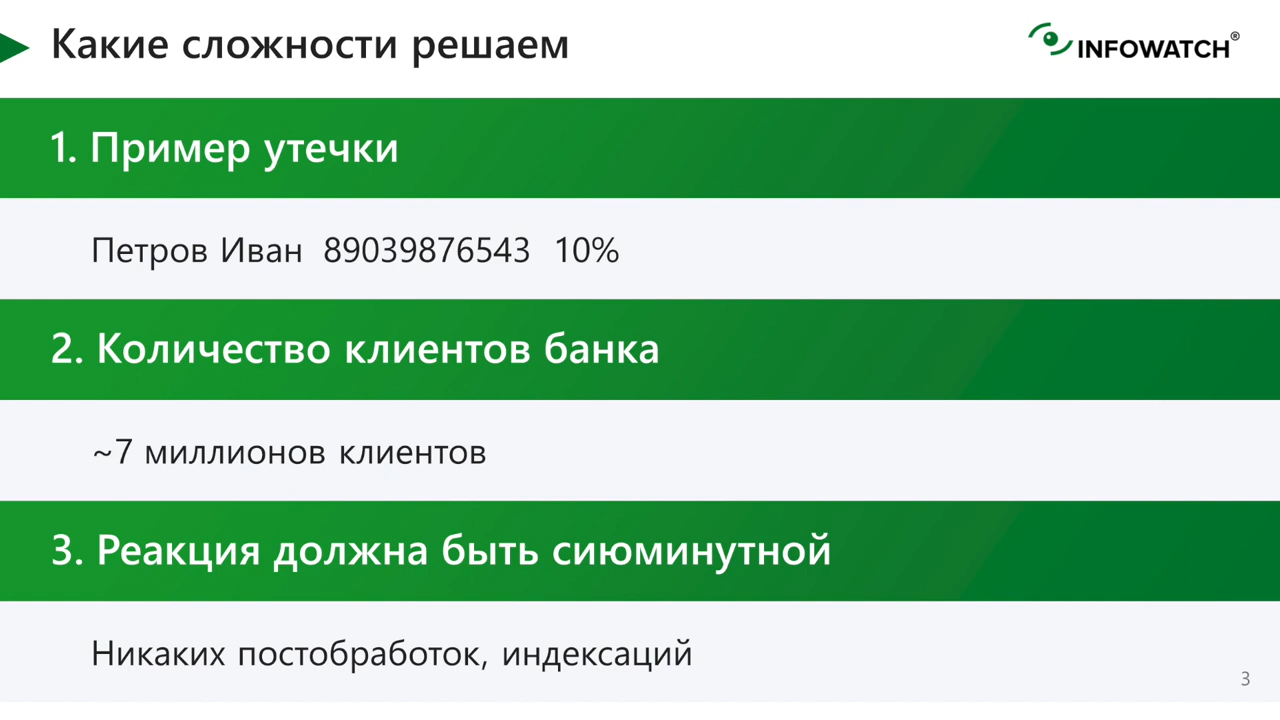 Какие сложности решаем
INFOWATCH®
1. Пример утечки
Петров Иван 89039876543 10%
2. Количество клиентов банка
~7 миллионов клиентов
3. Реакция должна быть сиюминутной
Никаких постобработок, индексаций
3